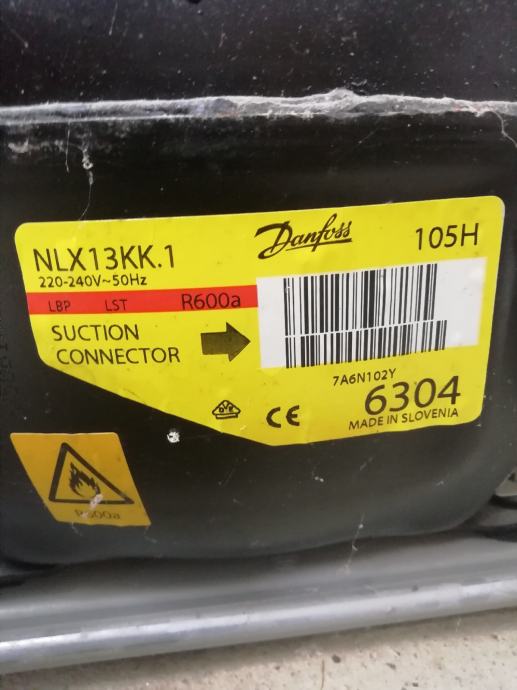 Danfoss
105H
NLX13KK.1
220-240V~50Hz
LBP LST R600a
SUCTION
CONNECTOR
7A6N102Y
6304
MADE IN SLOVENIA
DVE
CE
R600a